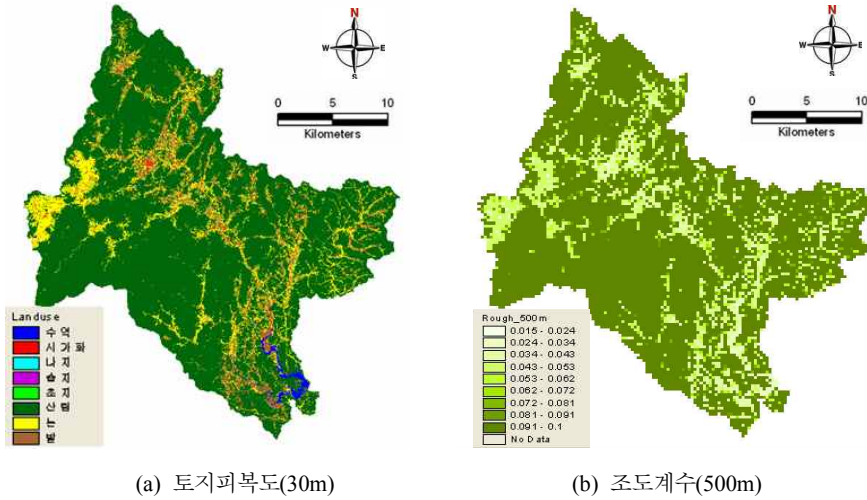 N
W E
S
0 5 10
Kilometers
Landuse
수 역
시 가 화
나 지
습 지
초 지
산 림
논
밭
(a) 토지피복도(30m)
N
W E
S
0 5 10
Kilometers
Rough_500m
0.015 - 0.024
0.024 - 0.034
0.034 - 0.043
0.043 - 0.053
0.053 - 0.062
0.062 - 0.072
0.072 - 0.081
0.081 - 0.091
0.091 - 0.1
No Data
(b) 조도계수(500m)